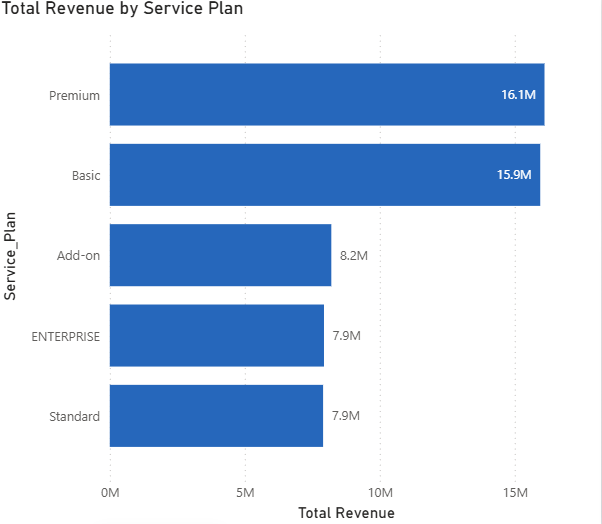 Total Revenue by Service Plan
Premium 16.1M
Basic 15.9M
Add-on 8.2M
ENTERPRISE 7.9M
Standard 7.9M
Service_Plan
0M 5M 10M 15M
Total Revenue